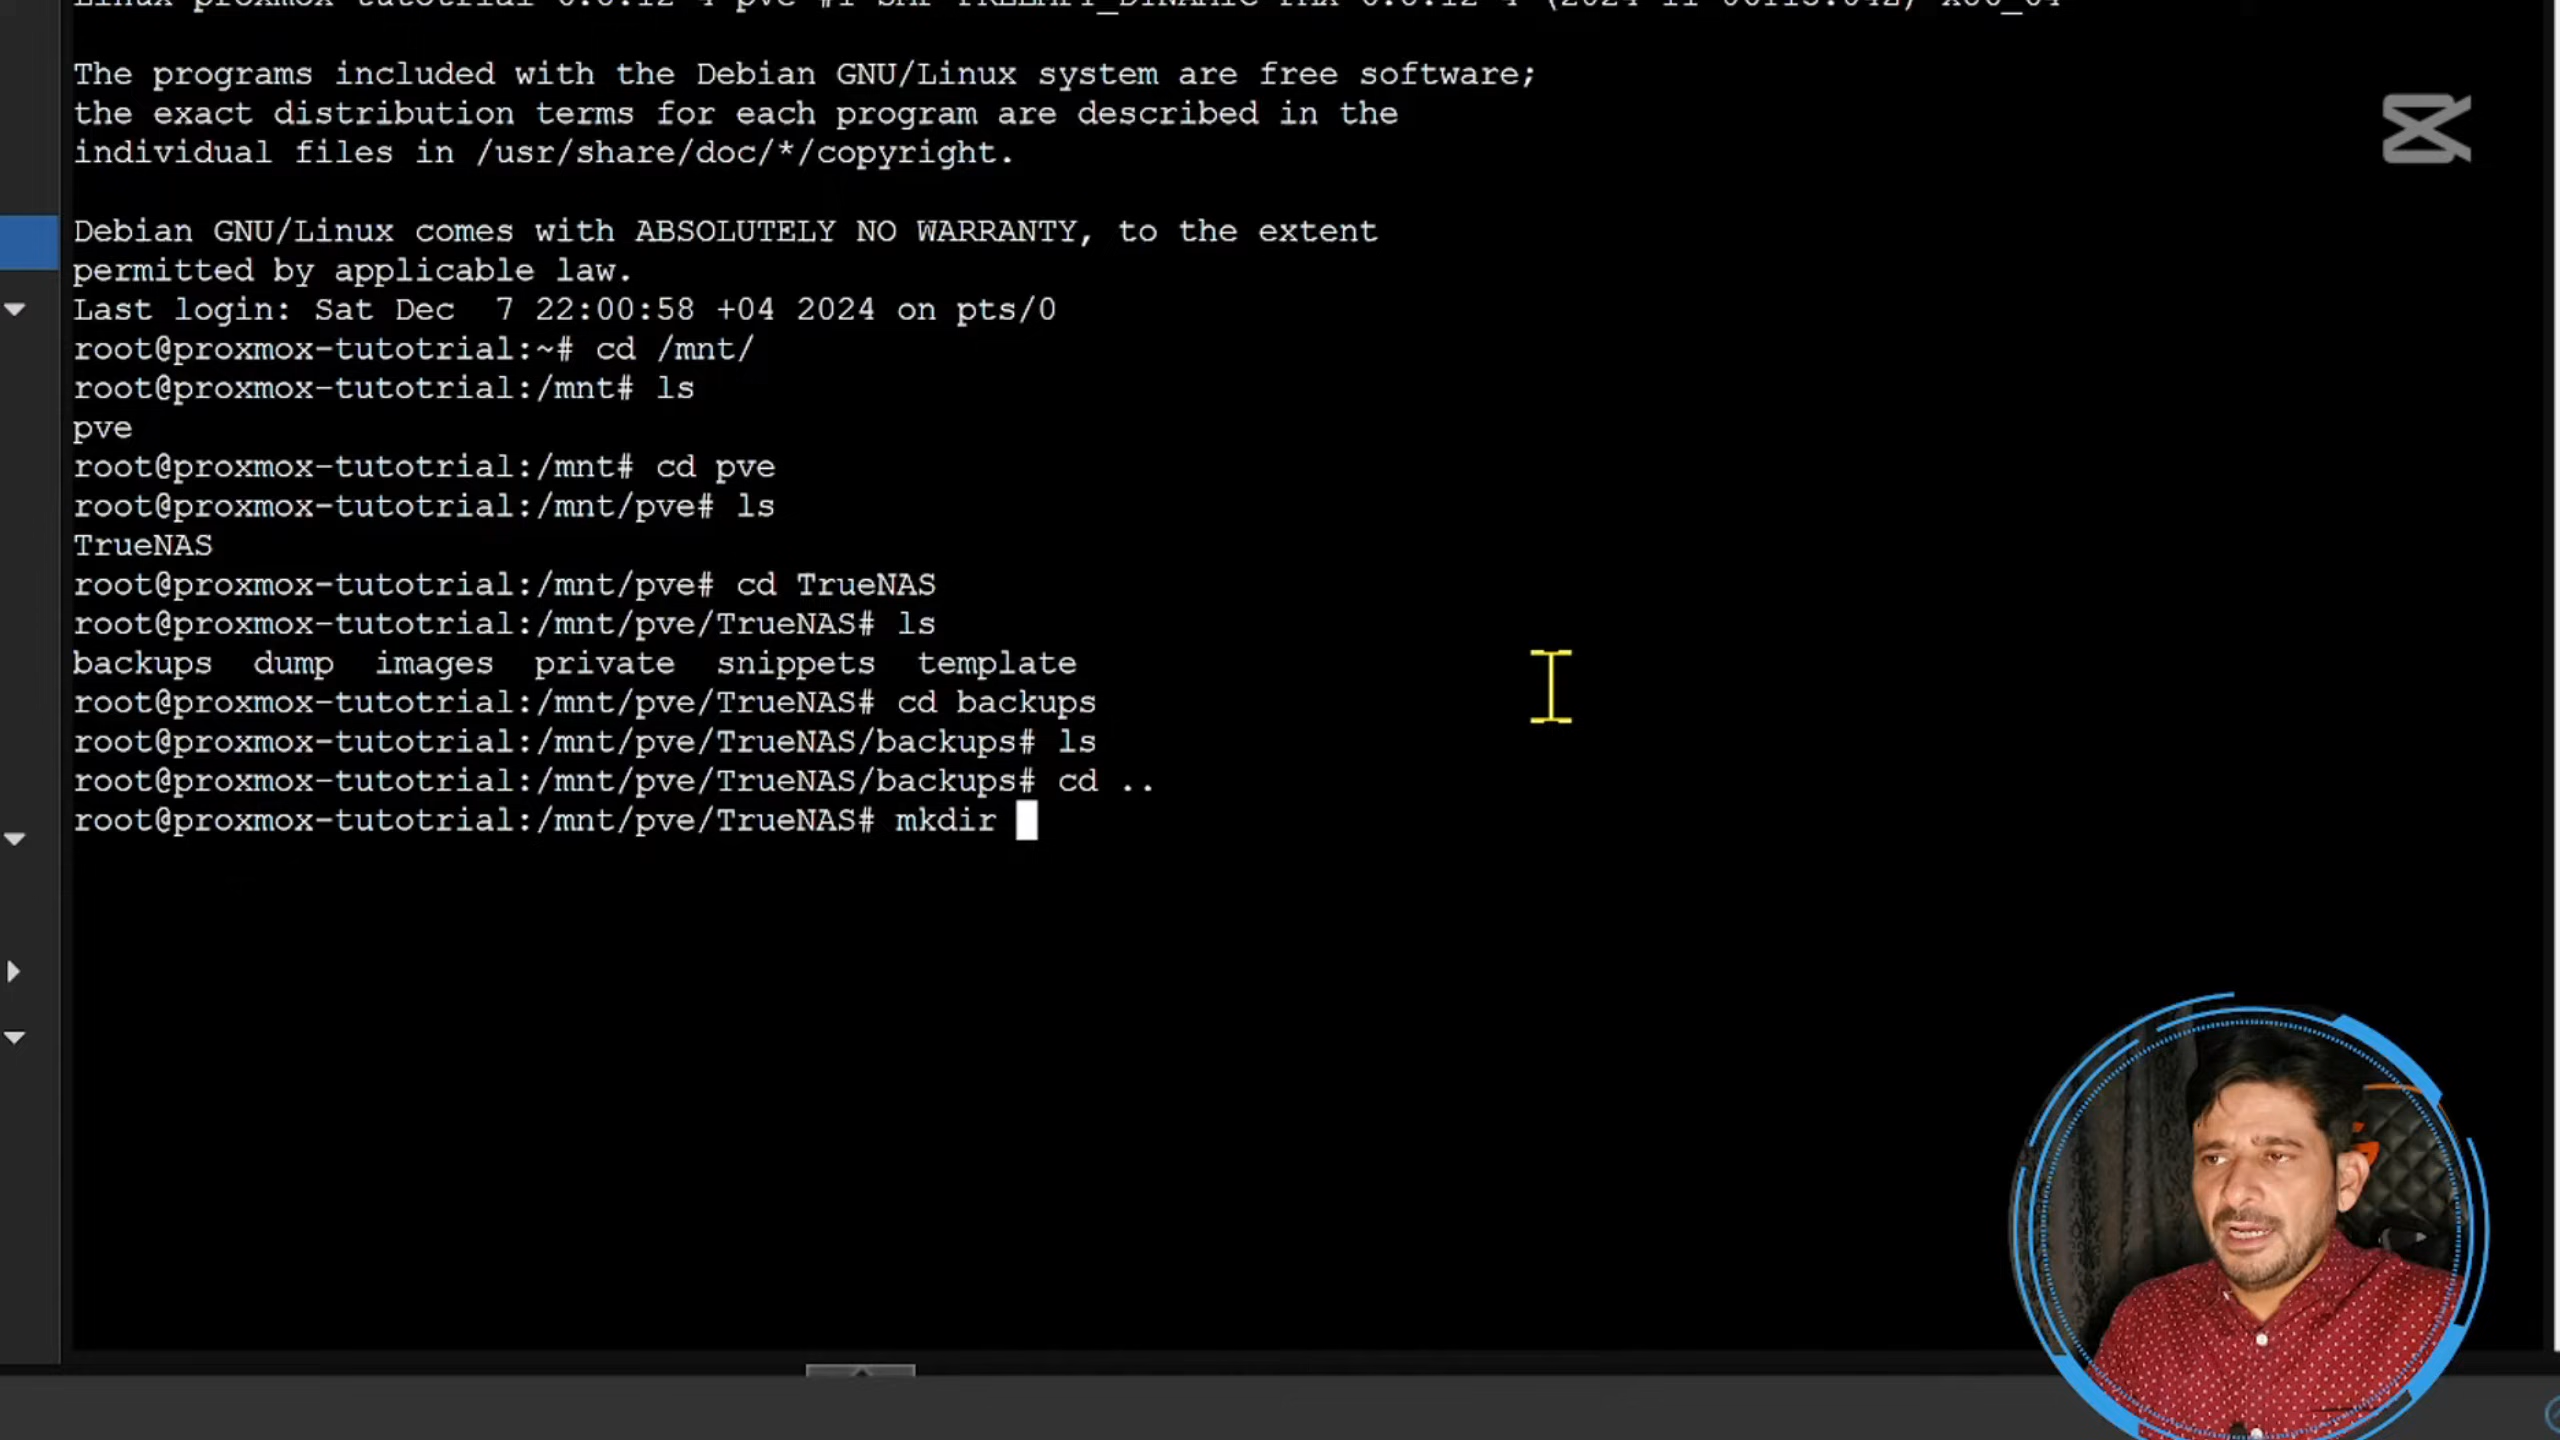 The programs included with the Debian GNU/Linux system are free software;
the exact distribution terms for each program are described in the
individual files in /usr/share/doc/*/copyright.
Debian GNU/Linux comes with ABSOLUTELY NO WARRANTY, to the extent
permitted by applicable law.
Last login: Sat Dec  7 22:00:58 +04 2024 on pts/0
root@proxmox-tutotrial:~# cd /mnt/
root@proxmox-tutotrial:/mnt# ls
pve
root@proxmox-tutotrial:/mnt# cd pve
root@proxmox-tutotrial:/mnt/pve# ls
TrueNAS
root@proxmox-tutotrial:/mnt/pve# cd TrueNAS
root@proxmox-tutotrial:/mnt/pve/TrueNAS# ls
backups  dump  images  private  snippets  template
root@proxmox-tutotrial:/mnt/pve/TrueNAS# cd backups
root@proxmox-tutotrial:/mnt/pve/TrueNAS/backups# ls
root@proxmox-tutotrial:/mnt/pve/TrueNAS/backups# cd ..
root@proxmox-tutotrial:/mnt/pve/TrueNAS# mkdir